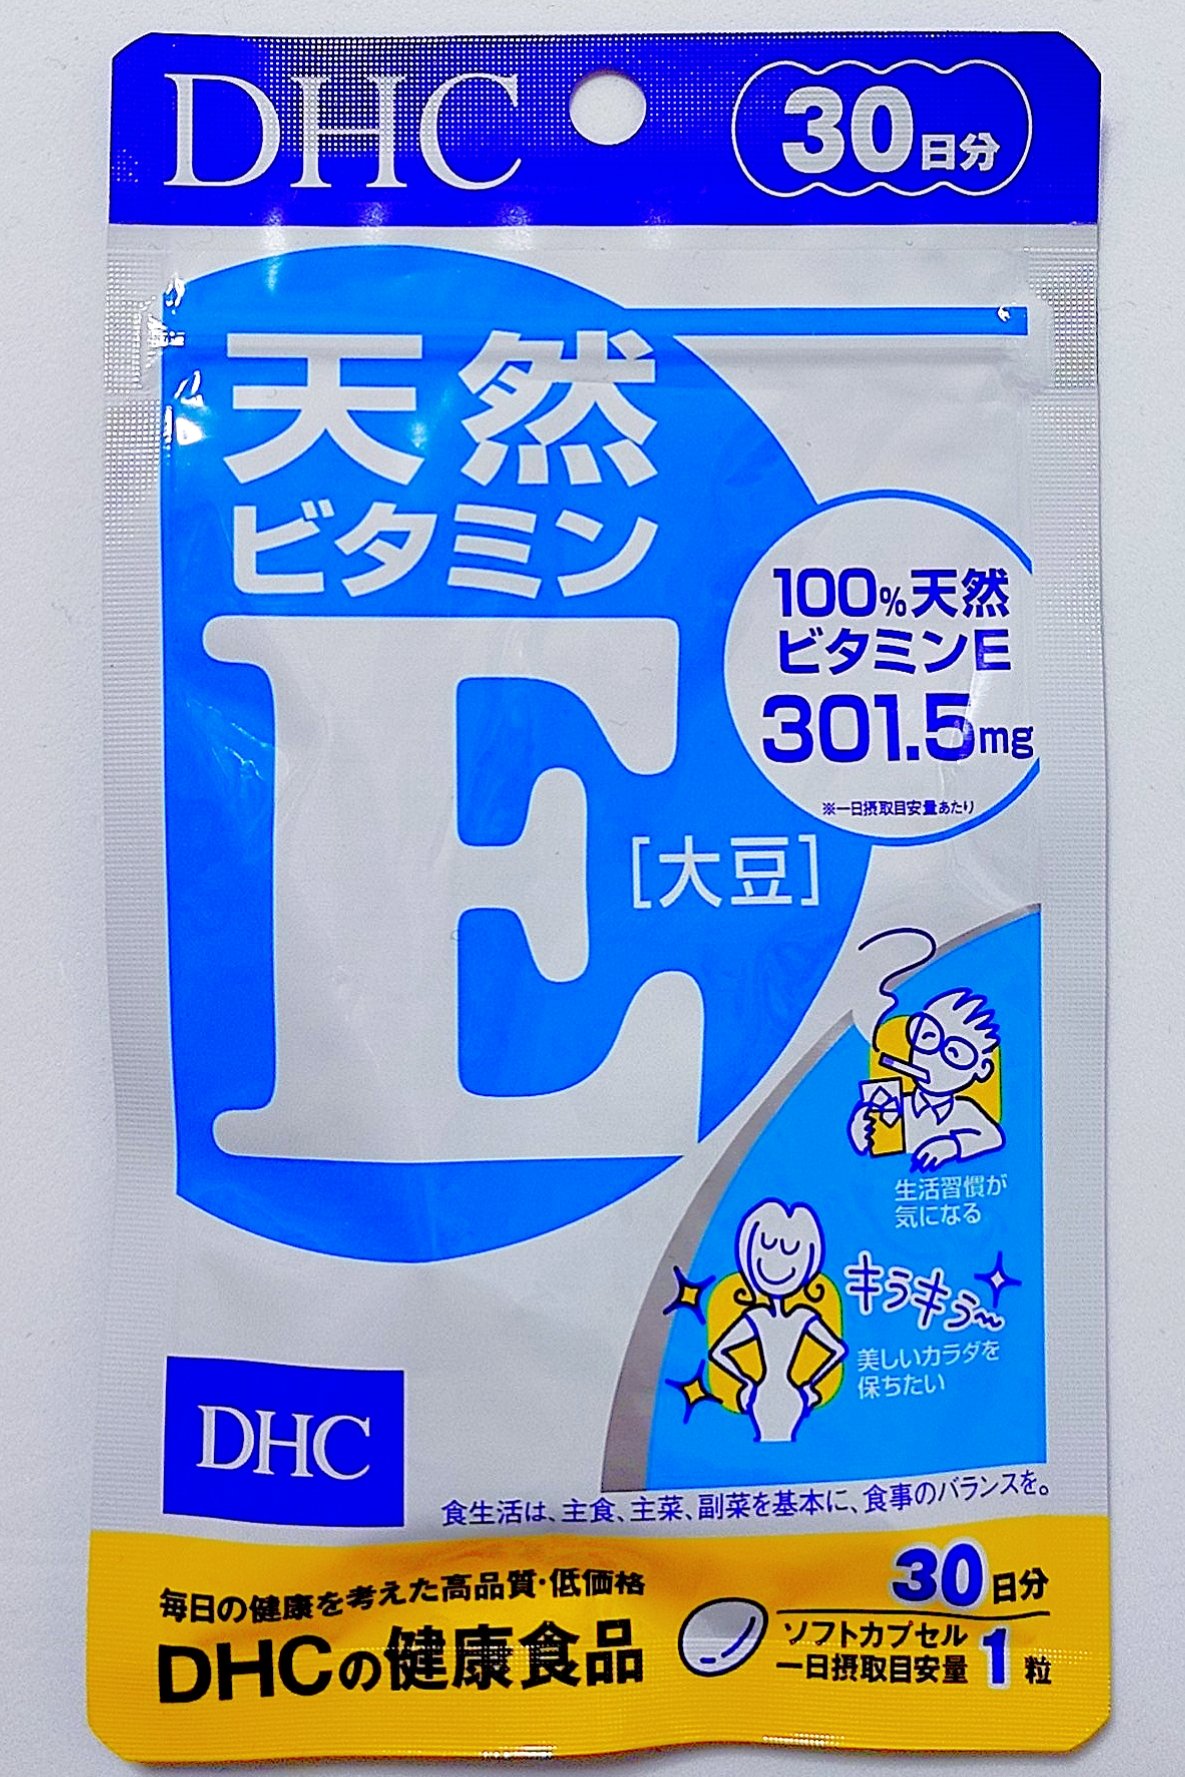 DHC
30日分
天然
ビタミン
E
100%天然
ビタミンE
301.5mg
※一日摂取目安量あたり
[大豆]
生活習慣が
気になる
キラキラ〜
美しいカラダを
保ちたい
DHC
食生活は、主食、主菜、副菜を基本に、食事のバランスを。
毎日の健康を考えた高品質・低価格
DHCの健康食品
30日分
ソフトカプセル
一日摂取目安量 1粒